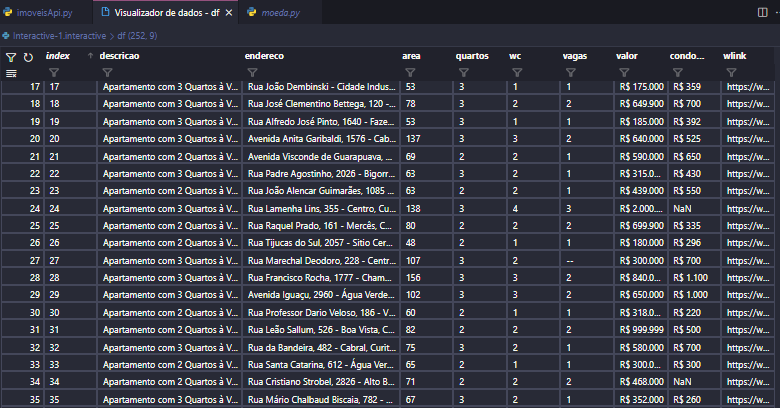 imoveisApi.py Visualizador de dados - df moeda.py
Interactive-1.interactive > df (252, 9)
index descricao endereco area quartos wc vagas valor condo... wlink
17 17 Apartamento com 3 Quartos à V... Rua João Dembinski - Cidade Indus... 53 3 1 1 R$ 175.000 R$ 359 https://w...
18 18 Apartamento com 3 Quartos à V... Rua José Clementino Bettega, 120 -... 78 3 2 2 R$ 649.900 R$ 700 https://w...
19 19 Apartamento com 3 Quartos à V... Rua Alfredo José Pinto, 1640 - Faze... 53 3 1 1 R$ 185.000 R$ 392 https://w...
20 20 Apartamento com 3 Quartos à V... Avenida Anita Garibaldi, 1576 - Cab... 137 3 3 2 R$ 640.000 R$ 525 https://w...
21 21 Apartamento com 2 Quartos à V... Avenida Visconde de Guarapuava, ... 69 2 2 1 R$ 590.000 R$ 650 https://w...
22 22 Apartamento com 3 Quartos à V... Rua Padre Agostinho, 2026 - Bigorr... 63 3 2 1 R$ 315.0... R$ 430 https://w...
23 23 Apartamento com 2 Quartos à V... Rua João Alencar Guimarães, 1085 ... 63 2 2 1 R$ 439.000 R$ 550 https://w...
24 24 Apartamento com 3 Quartos à V... Rua Lamenha Lins, 355 - Centro, Cu... 138 3 4 3 R$ 2.000.... NaN https://w...
25 25 Apartamento com 2 Quartos à V... Rua Raquel Prado, 161 - Mercês, C... 80 2 2 2 R$ 699.900 R$ 335 https://w...
26 26 Apartamento com 2 Quartos à V... Rua Tijucas do Sul, 2057 - Sitio Cer... 48 2 1 1 R$ 180.000 R$ 296 https://w...
27 27 Apartamento com 3 Quartos à V... Rua Marechal Deodoro, 228 - Centr... 107 3 2 -- R$ 300.000 R$ 700 https://w...
28 28 Apartamento com 3 Quartos à V... Rua Francisco Rocha, 1777 - Cham... 156 3 3 2 R$ 840.0... R$ 1.100 https://w...
29 29 Apartamento com 3 Quartos à V... Avenida Iguaçu, 2960 - Água Verde... 102 3 3 2 R$ 650.000 R$ 1.000 https://w...
30 30 Apartamento com 2 Quartos à V... Rua Professor Dario Veloso, 186 - V... 60 2 1 1 R$ 318.0... R$ 220 https://w...
31 31 Apartamento com 2 Quartos à V... Rua Leão Sallum, 526 - Boa Vista, C... 82 2 2 2 R$ 999.999 R$ 500 https://w...
32 32 Apartamento com 3 Quartos à V... Rua da Bandeira, 482 - Cabral, Curit... 75 3 2 1 R$ 580.000 R$ 700 https://w...
33 33 Apartamento com 2 Quartos à V... Rua Santa Catarina, 612 - Água Ver... 65 2 1 1 R$ 300.0... R$ 300 https://w...
34 34 Apartamento com 2 Quartos à V... Rua Cristiano Strobel, 2826 - Alto B... 71 2 2 2 R$ 468.000 NaN https://w...
35 35 Apartamento com 3 Quartos à V... Rua Mário Chalbaud Biscaia, 782 - ... 67 3 2 1 R$ 352.000 R$ 260 https://w...